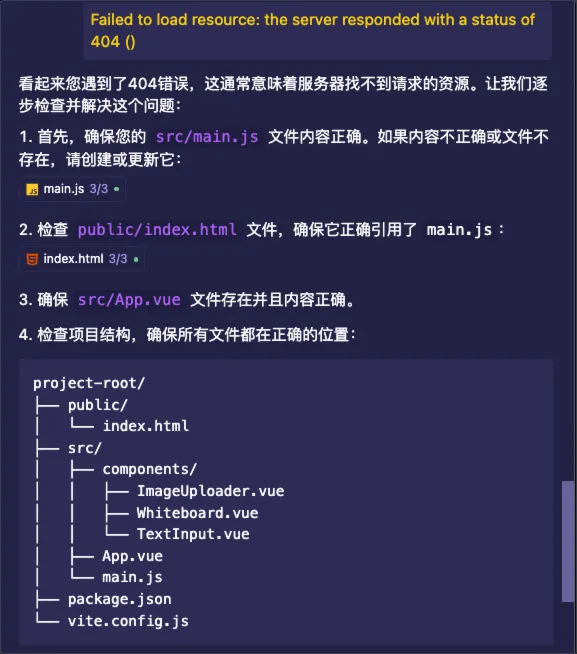 Failed to load resource: the server responded with a status of
404 ()
看起来您遇到了404错误，这通常意味着服务器找不到请求的资源。让我们逐
步检查并解决这个问题：
1. 首先，确保您的 src/main.js 文件内容正确。如果内容不正确或文件不
存在，请创建或更新它：
main.js 3/3
2. 检查 public/index.html 文件，确保它正确引用了 main.js：
index.html 3/3
3. 确保 src/App.vue 文件存在并且内容正确。
4. 检查项目结构，确保所有文件都在正确的位置：
project-root/
├── public/
│   └── index.html
├── src/
│   ├── components/
│   │   ├── ImageUploader.vue
│   │   ├── Whiteboard.vue
│   │   └── TextInput.vue
│   ├── App.vue
│   └── main.js
├── package.json
└── vite.config.js